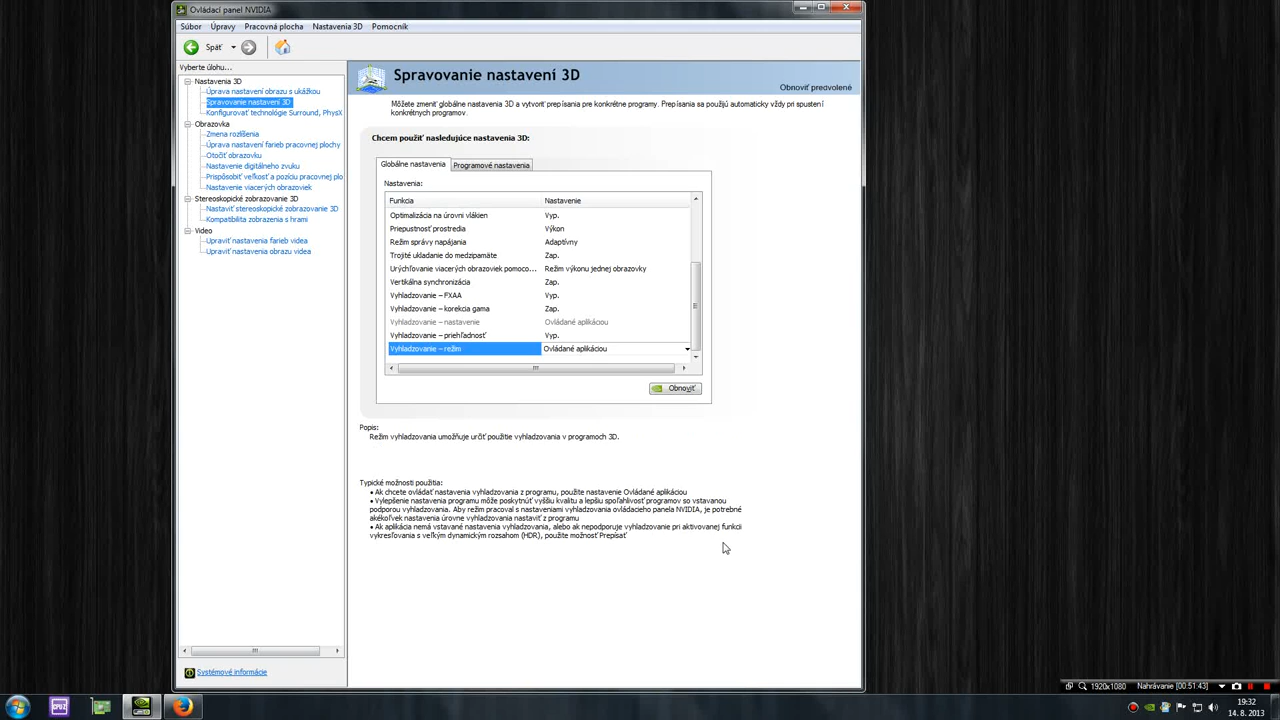 Ovládací panel NVIDIA
Súbor Úpravy Pracovná plocha Nastavenia 3D Pomocník
Späť
Vyberte úlohu...
Nastavenia 3D
Úprava nastavení obrazu s ukážkou
Spravovanie nastavení 3D
Konfigurovať technológie Surround, PhysX
Obrazovka
Zmena rozlíšenia
Úprava nastavení farieb pracovnej plochy
Otočiť obrazovku
Nastavenie digitálneho zvuku
Prispôsobiť veľkosť a pozíciu pracovnej plo
Nastavenie viacerých obrazoviek
Stereoskopické zobrazovanie 3D
Nastaviť stereoskopické zobrazovanie 3D
Kompatibilita zobrazenia s hrami
Video
Upraviť nastavenia farieb videa
Upraviť nastavenia obrazu videa
Systémové informácie
Spravovanie nastavení 3D
Obnoviť predvolené
Môžete zmeniť globálne nastavenia 3D a vytvoriť prepísania pre konkrétne programy. Prepísania sa použijú automaticky vždy pri spustení
konkrétnych programov.
Chcem použiť nasledujúce nastavenia 3D:
Globálne nastavenia Programové nastavenia
Nastavenia:
Funkcia Nastavenie
Optimalizácia na úrovni vlákien Vyp.
Priepustnosť prostredia Výkon
Režim správy napájania Adaptívny
Trojité ukladanie do medzipamäte Zap.
Urýchľovanie viacerých obrazoviek pomoco... Režim výkonu jednej obrazovky
Vertikálna synchronizácia Zap.
Vyhladzovanie – FXAA Vyp.
Vyhladzovanie – korekcia gama Zap.
Vyhladzovanie – nastavenie Ovládané aplikáciou
Vyhladzovanie – priehľadnosť Vyp.
Vyhladzovanie – režim Ovládané aplikáciou
Obnoviť
Popis:
Režim vyhladzovania umožňuje určiť použitie vyhladzovania v programoch 3D.
Typické možnosti použitia:
• Ak chcete ovládať nastavenia vyhladzovania z programu, použite nastavenie Ovládané aplikáciou
• Vylepšenie nastavenia programu môže poskytnúť vyššiu kvalitu a lepšiu spoľahlivosť programov so vstavanou
podporou vyhladzovania. Aby režim pracoval s nastaveniami vyhladzovania ovládacieho panela NVIDIA, je potrebné
akékoľvek nastavenia úrovne vyhladzovania nastaviť z programu
• Ak aplikácia nemá vstavané nastavenia vyhladzovania, alebo ak nepodporuje vyhladzovanie pri aktivovanej funkcii
vykresľovania s veľkým dynamickým rozsahom (HDR), použite možnosť Prepísať
1920x1080 Nahrávanie [00:51:43]
CPU Z
19:32
14. 8. 2013